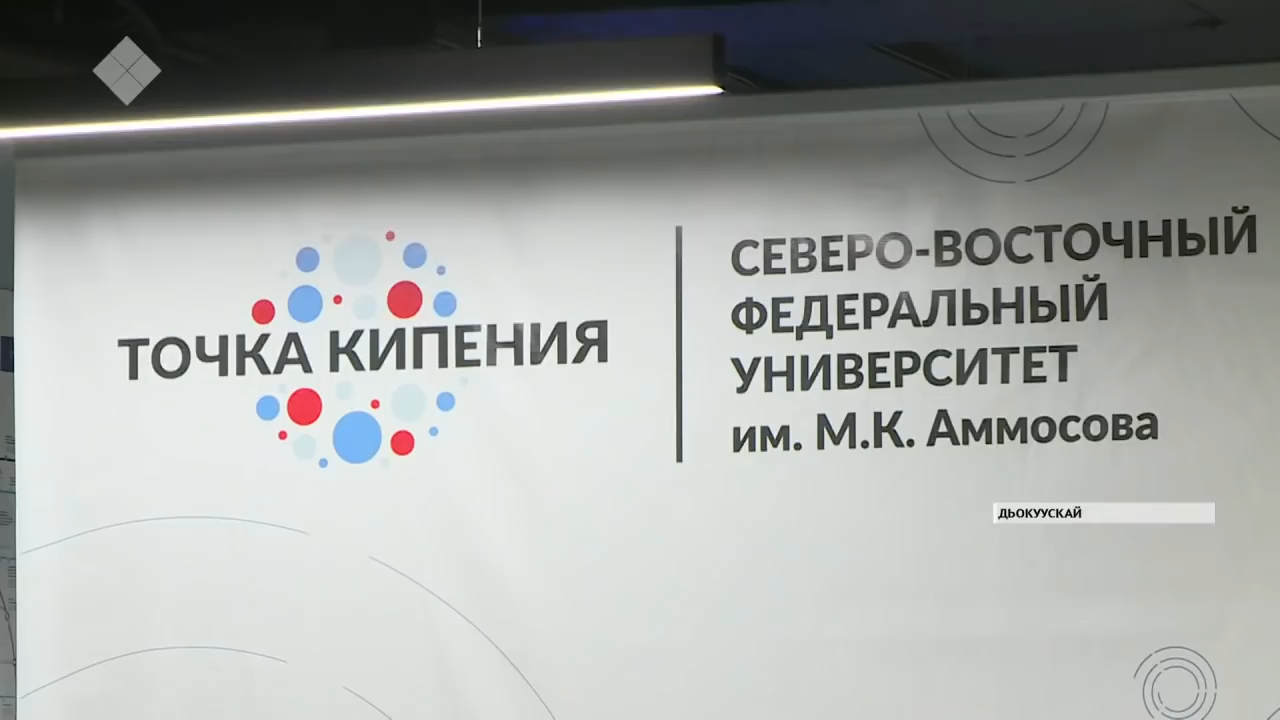 ТОЧКА КИПЕНИЯ
СЕВЕРО-ВОСТОЧНЫЙ
ФЕДЕРАЛЬНЫЙ
УНИВЕРСИТЕТ
им. М.К. Аммосова
ДЬОКУУСКАЙ